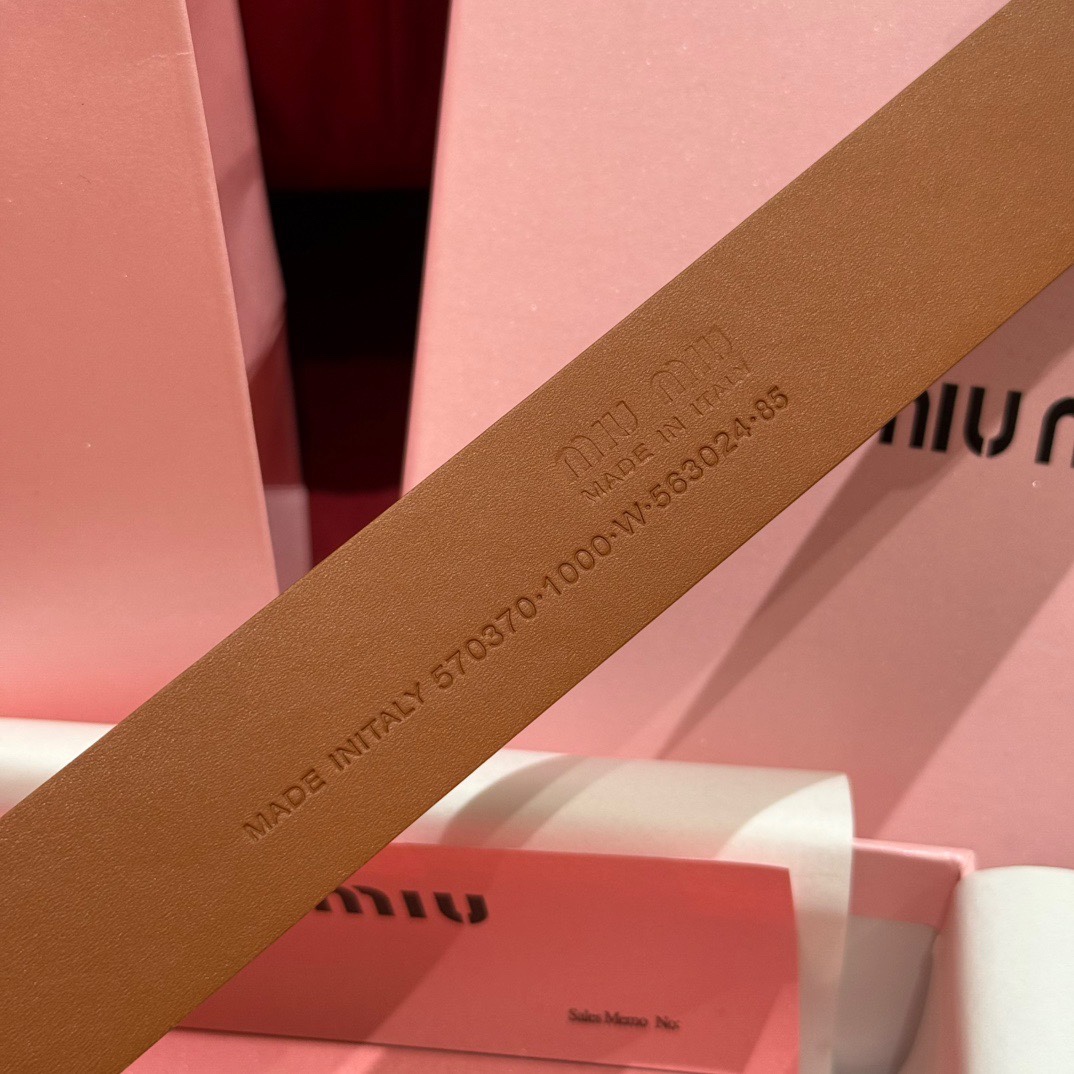 miu miu
MADE IN ITALY
MADE INITALY 570370·1000·W·563024·85
miu m
miu
Sales Memo No: